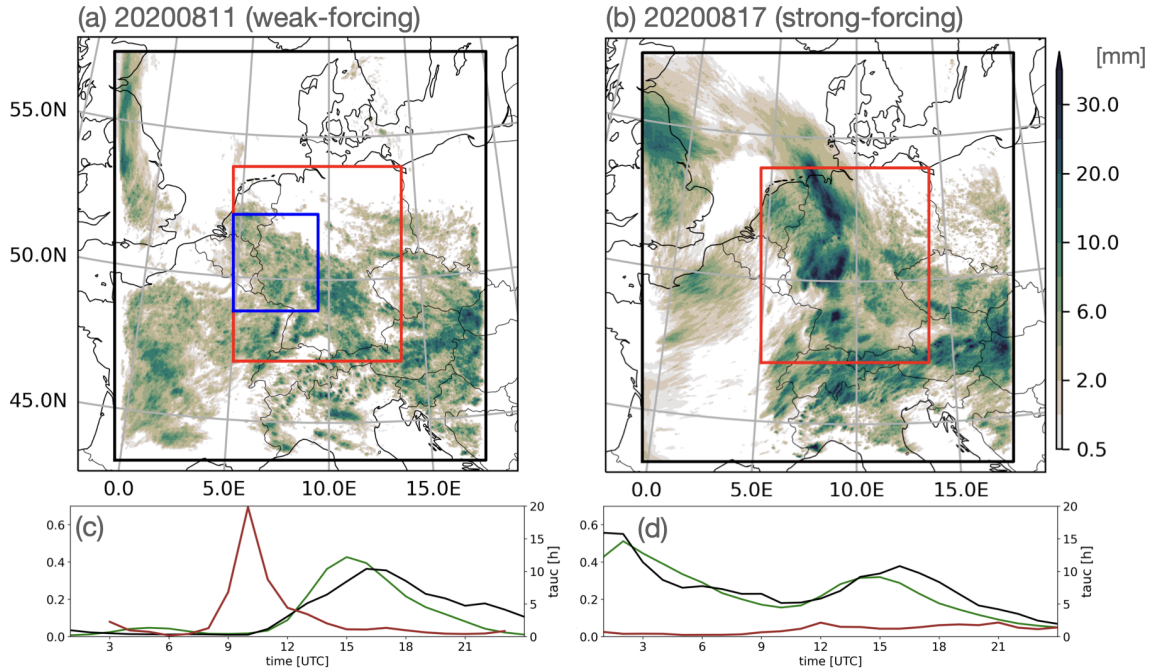 (a) 20200811 (weak-forcing)
(b) 20200817 (strong-forcing)
[mm]
55.0N
50.0N
45.0N
30.0
20.0
10.0
6.0
2.0
0.5
0.0 5.0E 10.0E 15.0E
0.0 5.0E 10.0E 15.0E
(c)
0.6
0.4
0.2
0.0
20
15
10
5
0
tauc [h]
3 6 9 12 15 18 21
time [UTC]
(d)
0.6
0.4
0.2
0.0
20
15
10
5
0
tauc [h]
3 6 9 12 15 18 21
time [UTC]